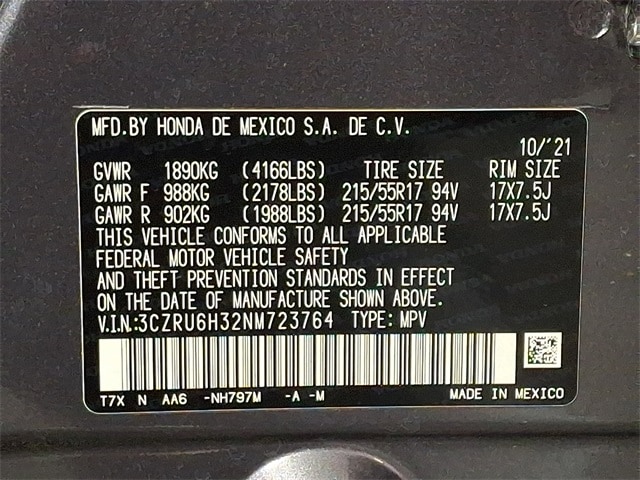 MFD.BY HONDA DE MEXICO S.A. DE C.V.
10/'21
GVWR 1890KG (4166LBS) TIRE SIZE RIM SIZE
GAWR F 988KG (2178LBS) 215/55R17 94V 17X7.5J
GAWR R 902KG (1988LBS) 215/55R17 94V 17X7.5J
THIS VEHICLE CONFORMS TO ALL APPLICABLE
FEDERAL MOTOR VEHICLE SAFETY
AND THEFT PREVENTION STANDARDS IN EFFECT
ON THE DATE OF MANUFACTURE SHOWN ABOVE.
V.I.N:3CZRU6H32NM723764 TYPE: MPV
T7X N AA6 -NH797M -A -M MADE IN MEXICO